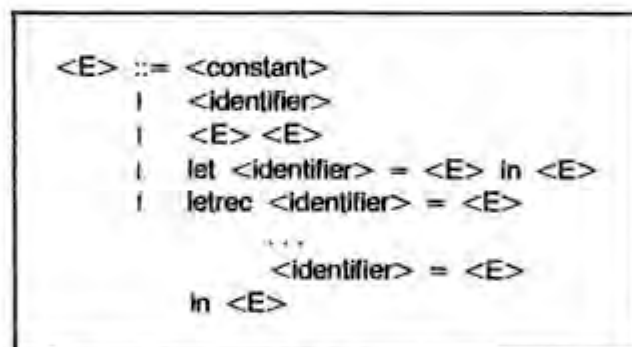 <E> ::= <constant>
| <identifier>
| <E> <E>
| let <identifier> = <E> in <E>
| letrec <identifier> = <E>
...
<identifier> = <E>
in <E>